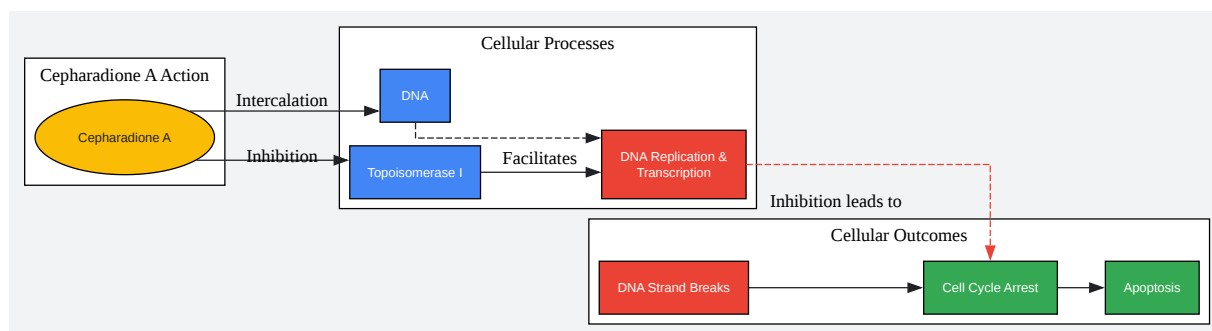 Cellular Processes
Cepharadione A Action
DNA
Intercalation
Cepharadione A
Inhibition
Topoisomerase I
Facilitates
DNA Replication &
Transcription
Inhibition leads to
Cellular Outcomes
DNA Strand Breaks
Cell Cycle Arrest
Apoptosis